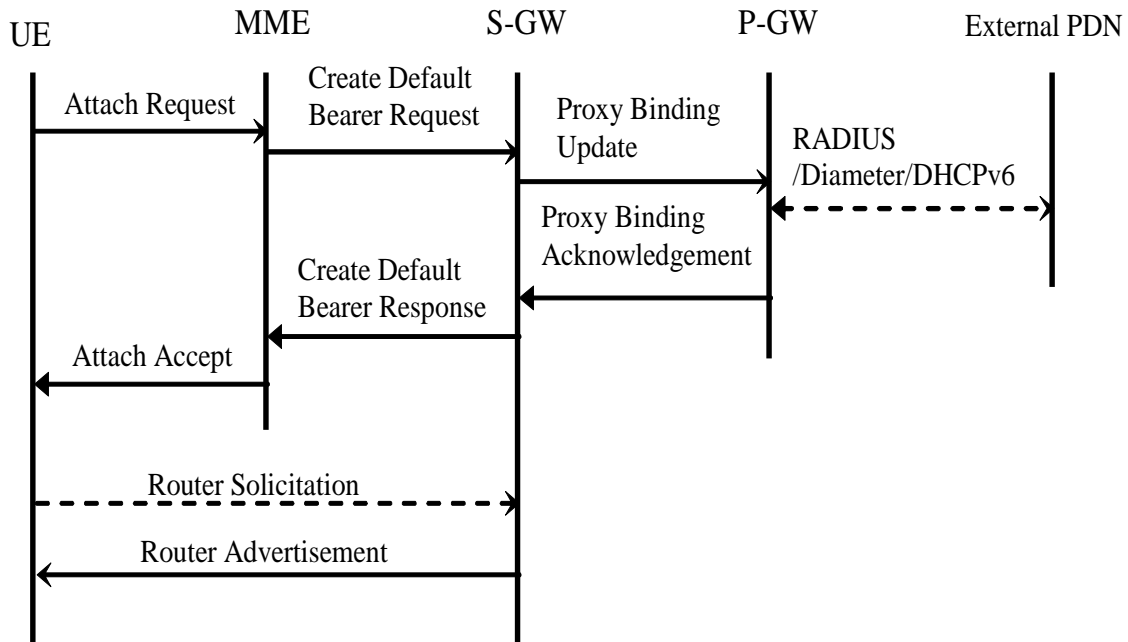 UE
MME
S-GW
P-GW
External PDN
Attach Request
Create Default
Bearer Request
Proxy Binding
Update
RADIUS
/Diameter/DHCPv6
Proxy Binding
Acknowledgement
Create Default
Bearer Response
Attach Accept
Router Solicitation
Router Advertisement